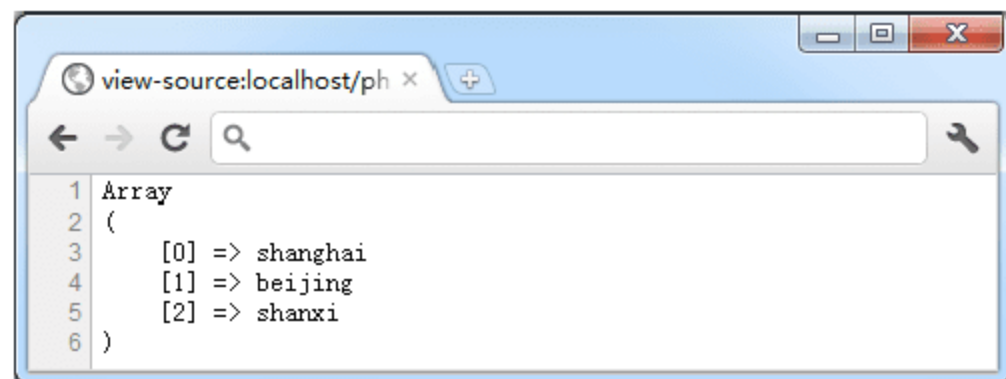 view-source:localhost/ph
1 Array
2 (
3     [0] => shanghai
4     [1] => beijing
5     [2] => shanxi
6 )